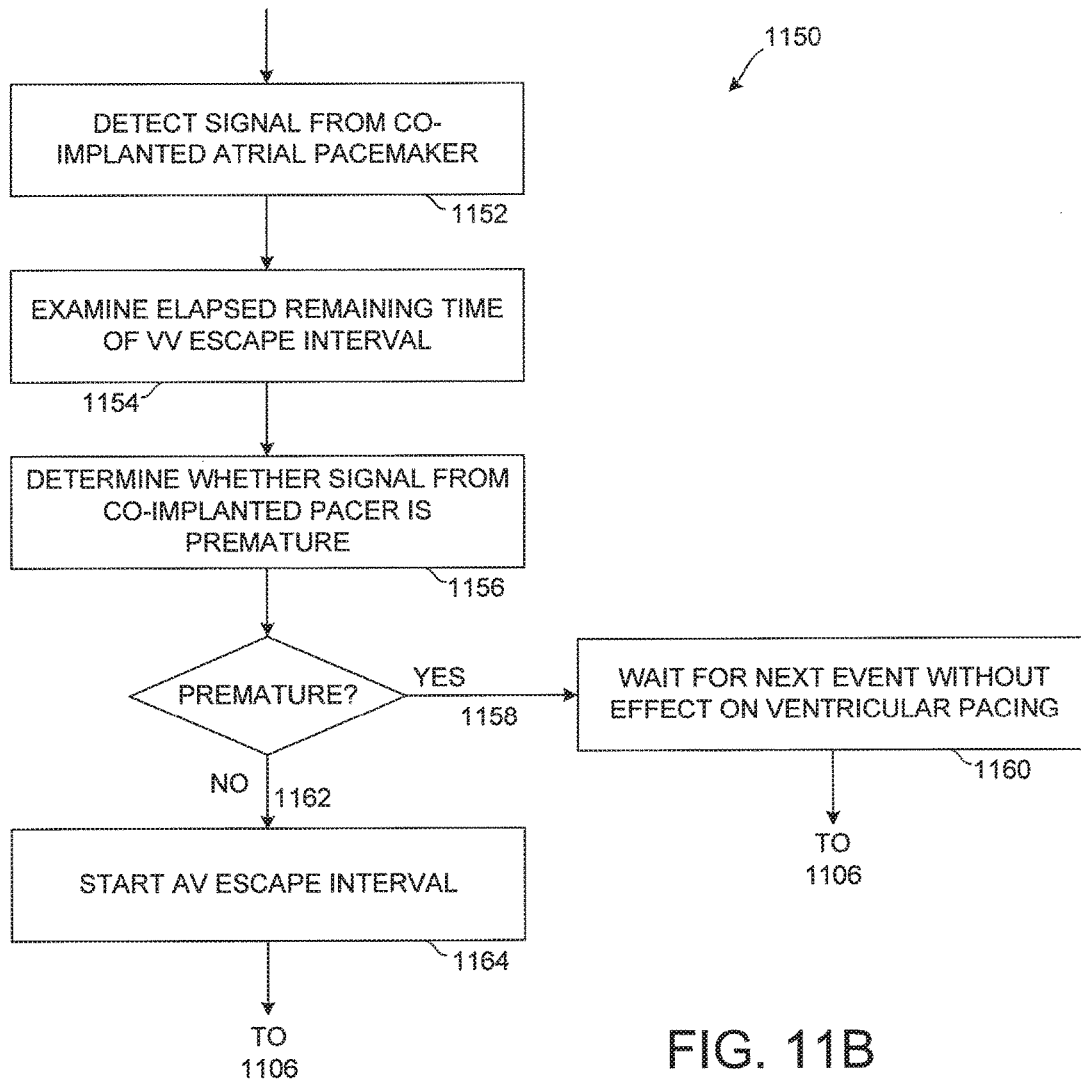 1150
DETECT SIGNAL FROM CO-
IMPLANTED ATRIAL PACEMAKER
1152
EXAMINE ELAPSED REMAINING TIME
OF VV ESCAPE INTERVAL
1154
DETERMINE WHETHER SIGNAL FROM
CO-IMPLANTED PACER IS
PREMATURE
1156
PREMATURE?
YES
1158
WAIT FOR NEXT EVENT WITHOUT
EFFECT ON VENTRICULAR PACING
1160
TO
1106
NO
1162
START AV ESCAPE INTERVAL
1164
TO
1106
FIG. 11B